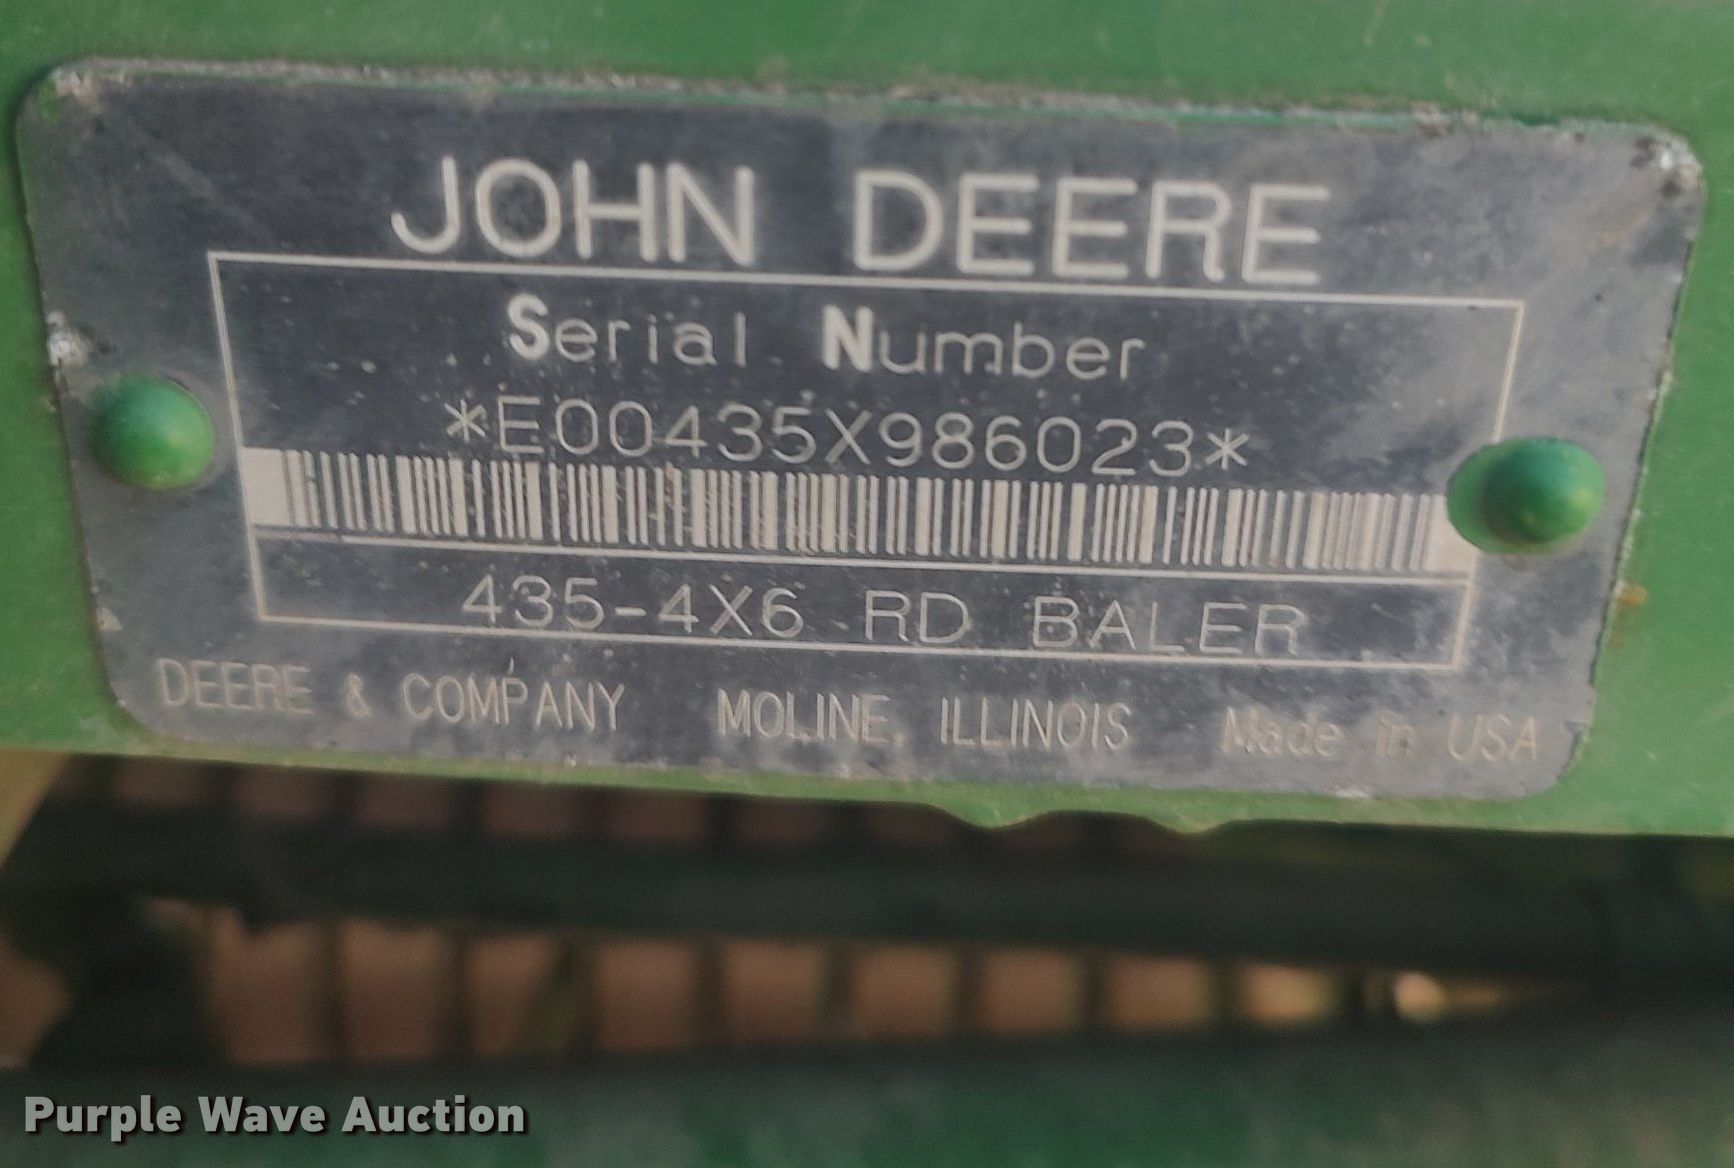 JOHN DEERE
Serial Number
*E00435X986023*
435-4X6 RD BALER
DEERE & COMPANY MOLINE, ILLINOIS Made in USA
Purple Wave Auction